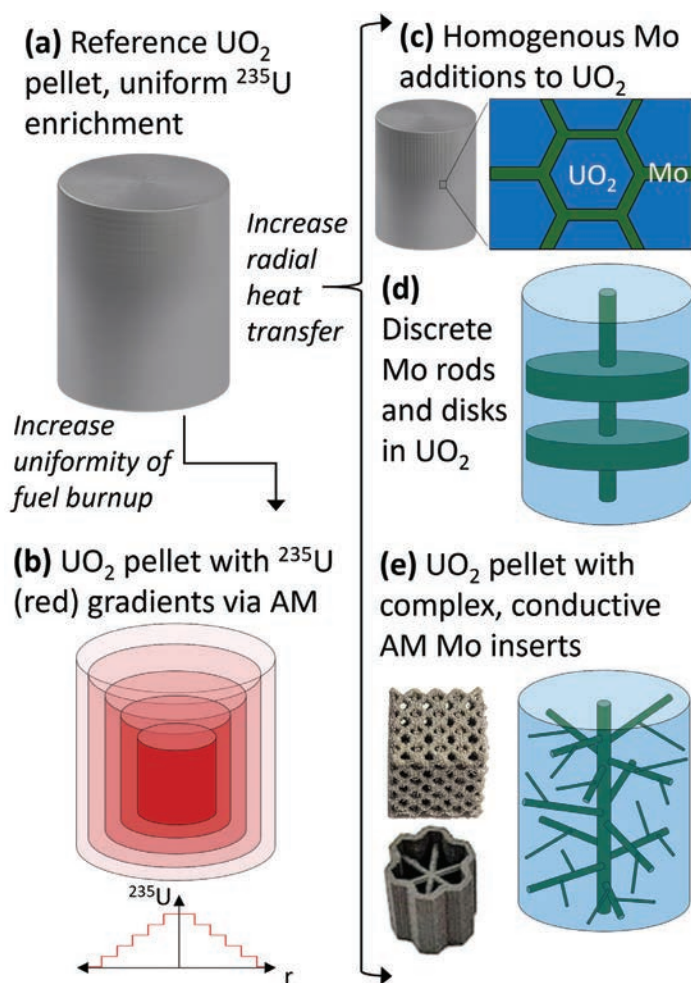 (a) Reference UO₂
pellet, uniform ²³⁵U
enrichment
Increase
radial
heat
transfer
Increase
uniformity of
fuel burnup
(b) UO₂ pellet with ²³⁵U
(red) gradients via AM
²³⁵U
r
(c) Homogenous Mo
additions to UO₂
UO₂
Mo
(d)
Discrete
Mo rods
and disks
in UO₂
(e) UO₂ pellet with
complex, conductive
AM Mo inserts